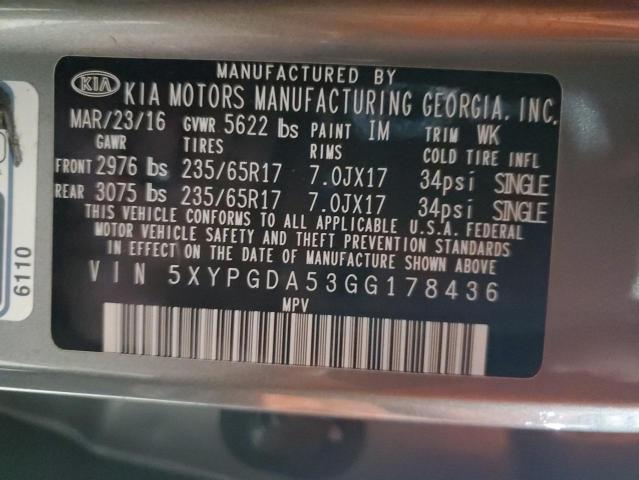 MANUFACTURED BY
KIA KIA MOTORS MANUFACTURING GEORGIA, INC.
MAR/23/16 GVWR 5622 lbs PAINT IM TRIM WK
GAWR TIRES RIMS COLD TIRE INFL
FRONT 2976 lbs 235/65R17 7.0JX17 34psi SINGLE
REAR 3075 lbs 235/65R17 7.0JX17 34psi SINGLE
THIS VEHICLE CONFORMS TO ALL APPLICABLE U.S.A. FEDERAL
MOTOR VEHICLE SAFETY AND THEFT PREVENTION STANDARDS
IN EFFECT ON THE DATE OF MANUFACTURE SHOWN ABOVE.
VIN 5XYPGDA53GG178436
MPV
6110